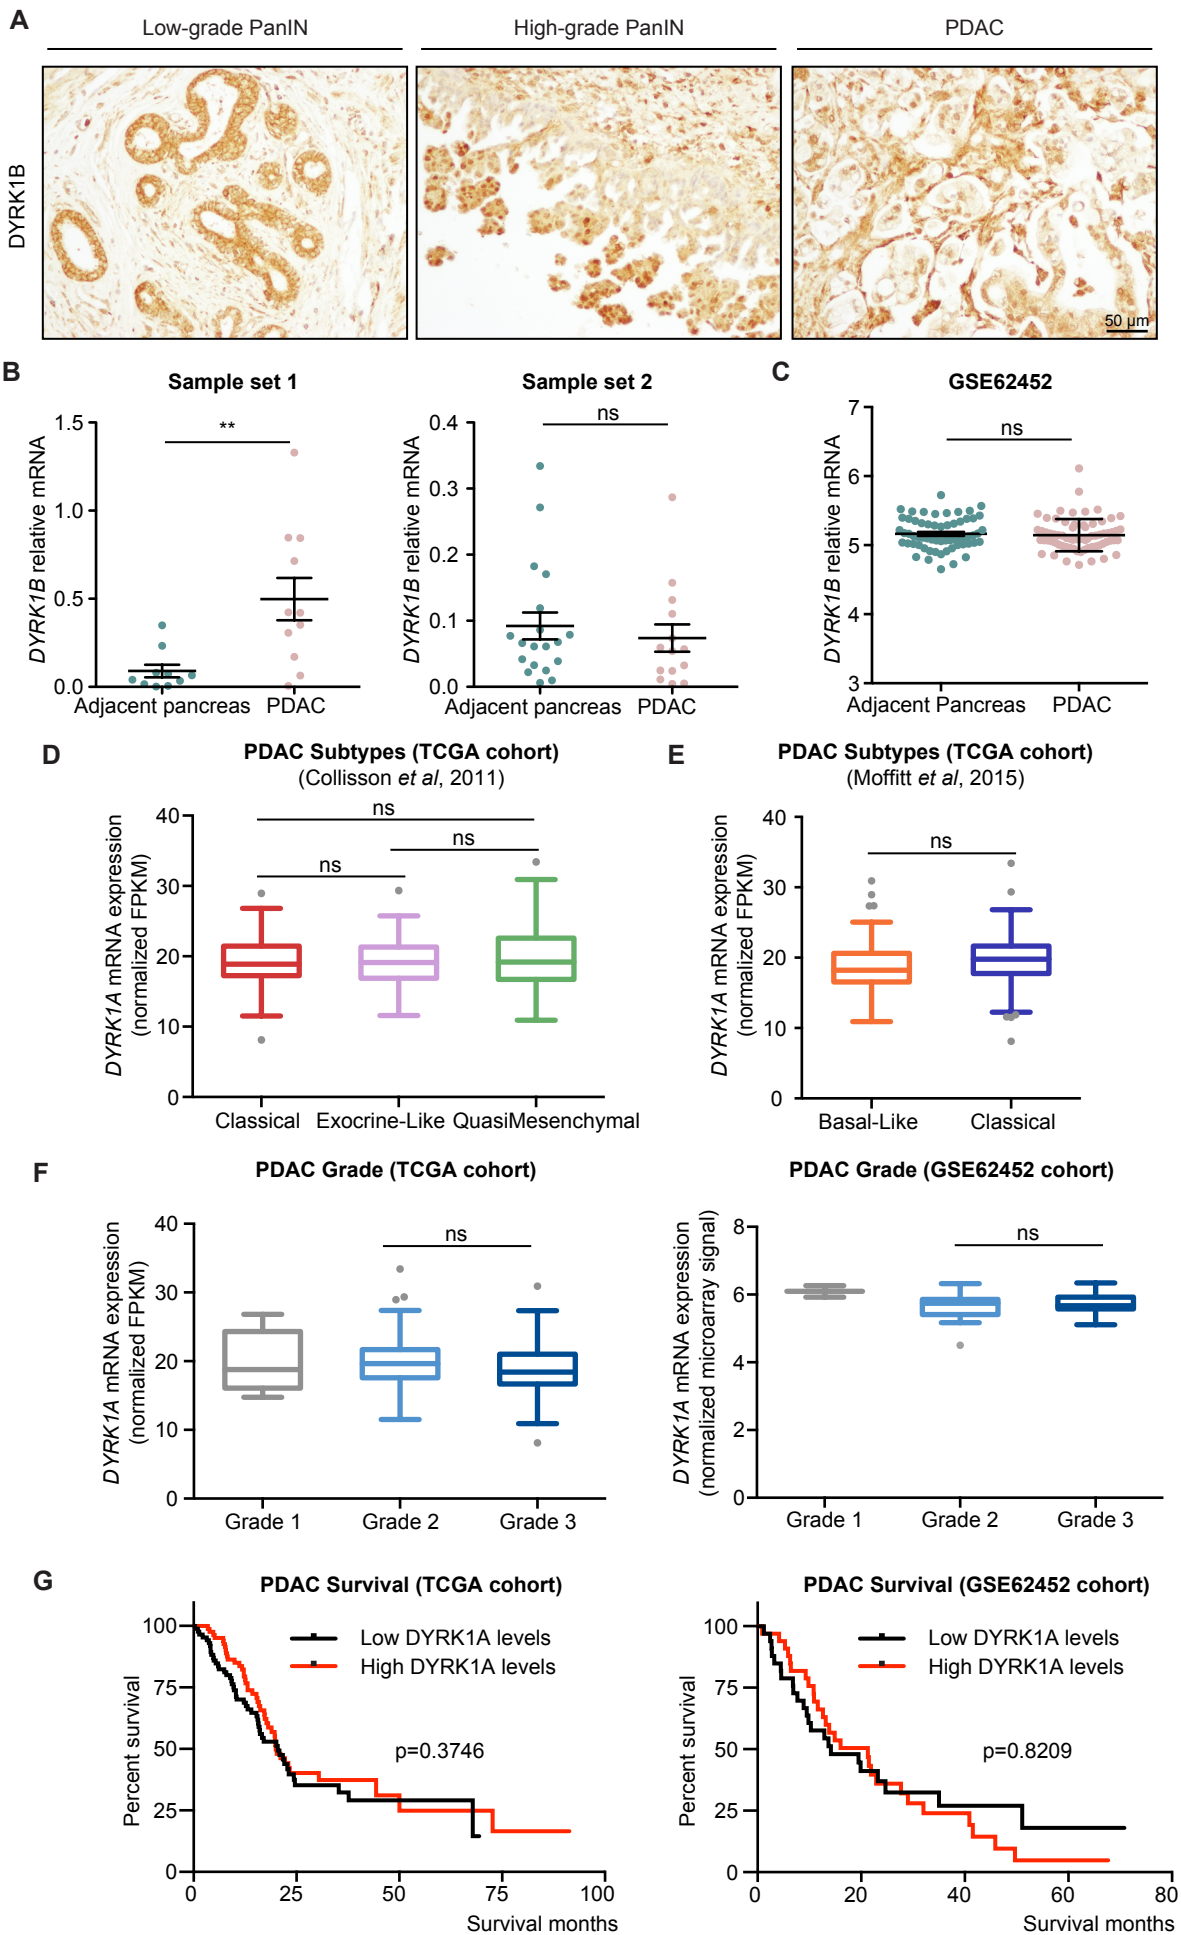 A
Low-grade PanIN
High-grade PanIN
PDAC
DYRK1B
50 µm
B
Sample set 1
DYRK1B relative mRNA
1.5
1.0
0.5
0.0
**
Adjacent pancreas
PDAC
Sample set 2
DYRK1B relative mRNA
0.4
0.3
0.2
0.1
0.0
ns
Adjacent pancreas
PDAC
C
GSE62452
DYRK1B relative mRNA
7
6
5
4
3
ns
Adjacent Pancreas
PDAC
D
PDAC Subtypes (TCGA cohort)
(Collisson et al, 2011)
DYRK1A mRNA expression
(normalized FPKM)
40
30
20
10
0
ns
ns
ns
Classical
Exocrine-Like
QuasiMesenchymal
E
PDAC Subtypes (TCGA cohort)
(Moffitt et al, 2015)
DYRK1A mRNA expression
(normalized FPKM)
40
30
20
10
0
ns
Basal-Like
Classical
F
PDAC Grade (TCGA cohort)
DYRK1A mRNA expression
(normalized FPKM)
40
30
20
10
0
ns
Grade 1
Grade 2
Grade 3
PDAC Grade (GSE62452 cohort)
DYRK1A mRNA expression
(normalized microarray signal)
8
6
4
2
0
ns
Grade 1
Grade 2
Grade 3
G
PDAC Survival (TCGA cohort)
Percent survival
100
75
50
25
0
Low DYRK1A levels
High DYRK1A levels
p=0.3746
0
25
50
75
100
Survival months
PDAC Survival (GSE62452 cohort)
Percent survival
100
75
50
25
0
Low DYRK1A levels
High DYRK1A levels
p=0.8209
0
20
40
60
80
Survival months